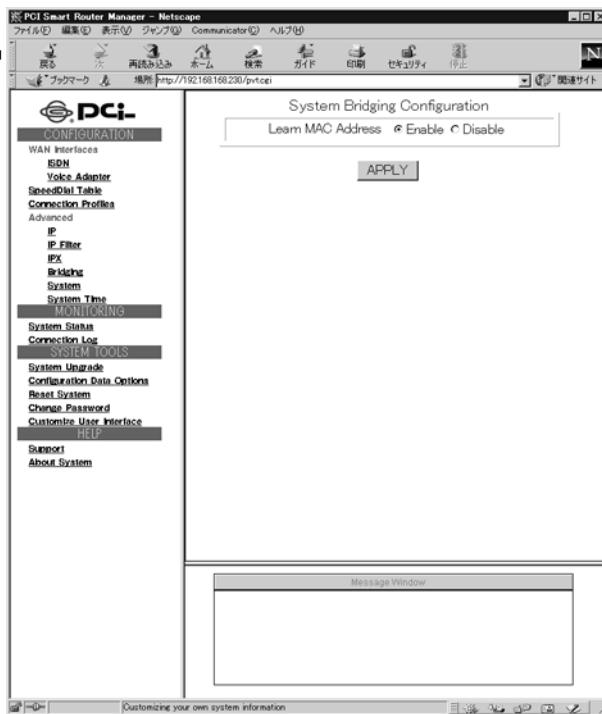 PCI Smart Router Manager - Netscape
ファイル(F) 編集(E) 表示(V) ジャンプ(G) Communicator(C) ヘルプ(H)
戻る 次 再読み込み ホーム 検索 ガイド 印刷 セキュリティ 停止
N
ブックマーク 場所: http://192.168.168.230/pvt.cgi 関連サイト
PCi
CONFIGURATION
WAN Interfaces
ISDN
Voice Adapter
SpeedDial Table
Connection Profiles
Advanced
IP
IP Filter
IPX
Bridging
System
System Time
MONITORING
System Status
Connection Log
SYSTEM TOOLS
System Upgrade
Configuration Data Options
Reset System
Change Password
Customize User Interface
HELP
Support
About System
System Bridging Configuration
Learn MAC Address Enable Disable
APPLY
Message Window
Customizing your own system information